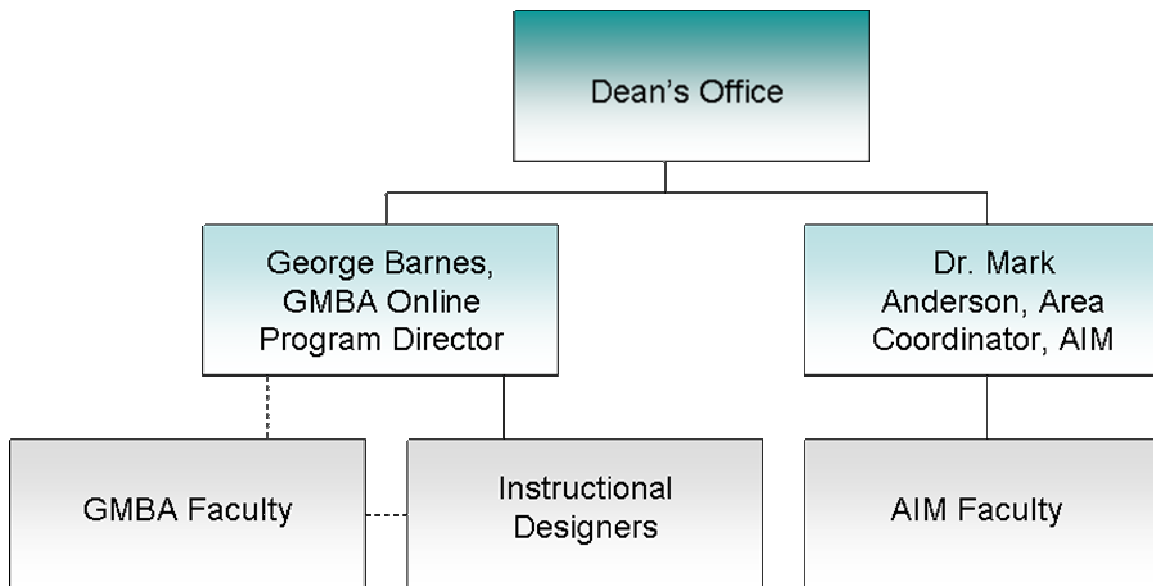 Dean's Office
George Barnes,
GMBA Online
Program Director
Dr. Mark
Anderson, Area
Coordinator, AIM
GMBA Faculty
Instructional
Designers
AIM Faculty